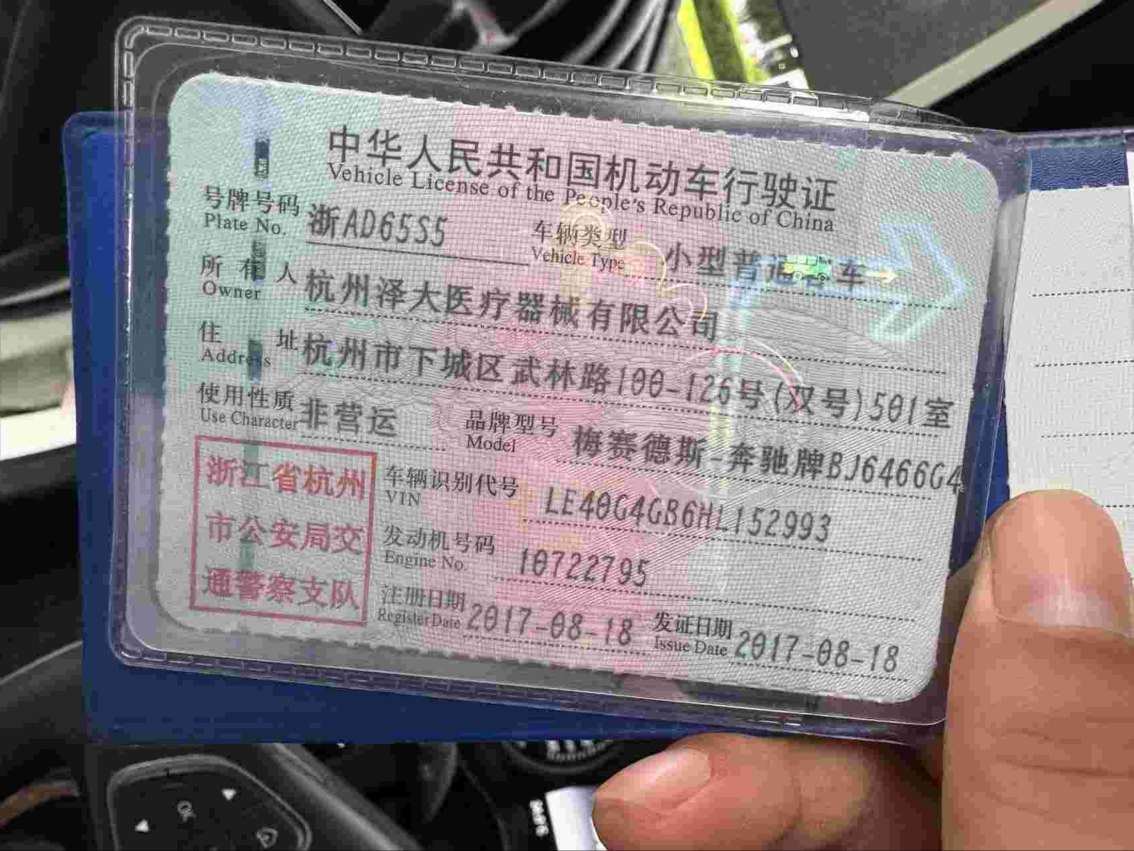 中华人民共和国机动车行驶证
Vehicle License of the People's Republic of China
号牌号码 浙AD65S5 车辆类型 小型普通客车
Plate No. Vehicle Type
所有人 杭州泽大医疗器械有限公司
Owner
住址 杭州市下城区武林路100-126号(双号)501室
Address
使用性质 非营运 品牌型号 梅赛德斯-奔驰牌BJ6466G4
Use Character Model
浙江省杭州
市公安局交
通警察支队
车辆识别代号 LE40G4GB6HL152993
VIN
发动机号码 10722795
Engine No.
注册日期 2017-08-18 发证日期 2017-08-18
Register Date Issue Date
OK